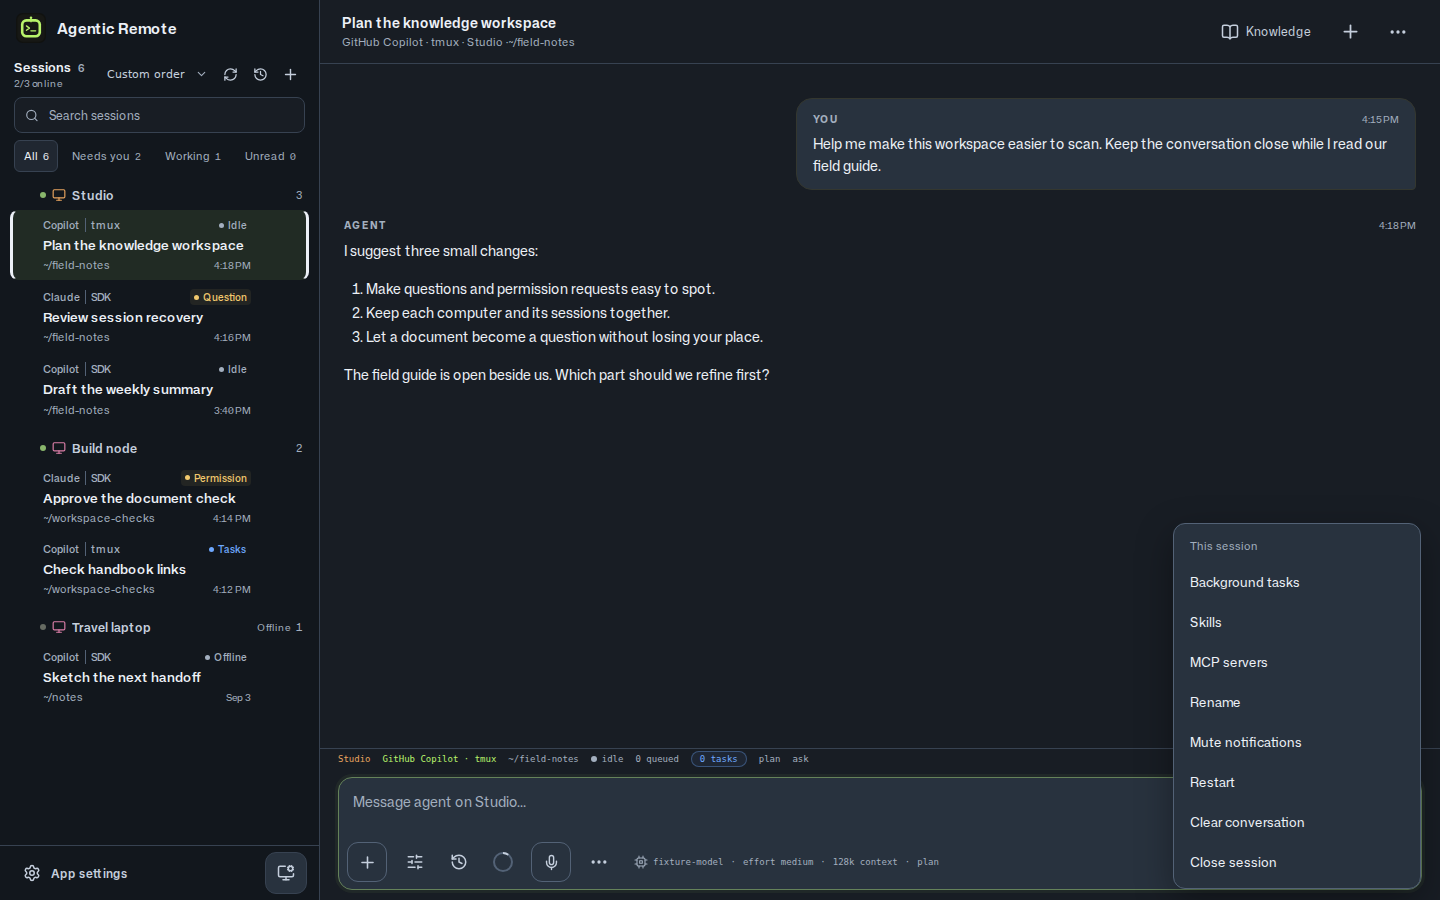 Agentic Remote
Sessions 6
2/3 online
Custom order
Search sessions
All 6
Needs you 2
Working 1
Unread 0
Studio 3
Copilot | tmux Idle
Plan the knowledge workspace
~/field-notes 4:18 PM
Claude | SDK Question
Review session recovery
~/field-notes 4:16 PM
Copilot | SDK Idle
Draft the weekly summary
~/field-notes 3:40 PM
Build node 2
Claude | SDK Permission
Approve the document check
~/workspace-checks 4:14 PM
Copilot | tmux Tasks
Check handbook links
~/workspace-checks 4:12 PM
Travel laptop Offline 1
Copilot | SDK Offline
Sketch the next handoff
~/notes Sep 3
App settings
Plan the knowledge workspace
GitHub Copilot · tmux · Studio · ~/field-notes
Knowledge
YOU 4:15 PM
Help me make this workspace easier to scan. Keep the conversation close while I read our
field guide.
AGENT 4:18 PM
I suggest three small changes:
1. Make questions and permission requests easy to spot.
2. Keep each computer and its sessions together.
3. Let a document become a question without losing your place.
The field guide is open beside us. Which part should we refine first?
Studio GitHub Copilot · tmux ~/field-notes idle 0 queued 0 tasks plan ask
Message agent on Studio...
fixture-model · effort medium · 128k context · plan
This session
Background tasks
Skills
MCP servers
Rename
Mute notifications
Restart
Clear conversation
Close session